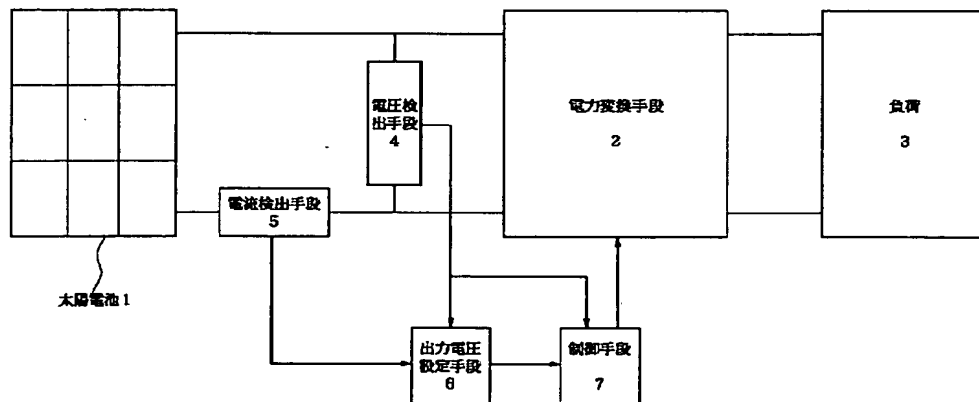 電圧検
出手段
4
電力変換手段
2
負荷
3
電流検出手段
5
太陽電池1
出力電圧
設定手段
6
制御手段
7